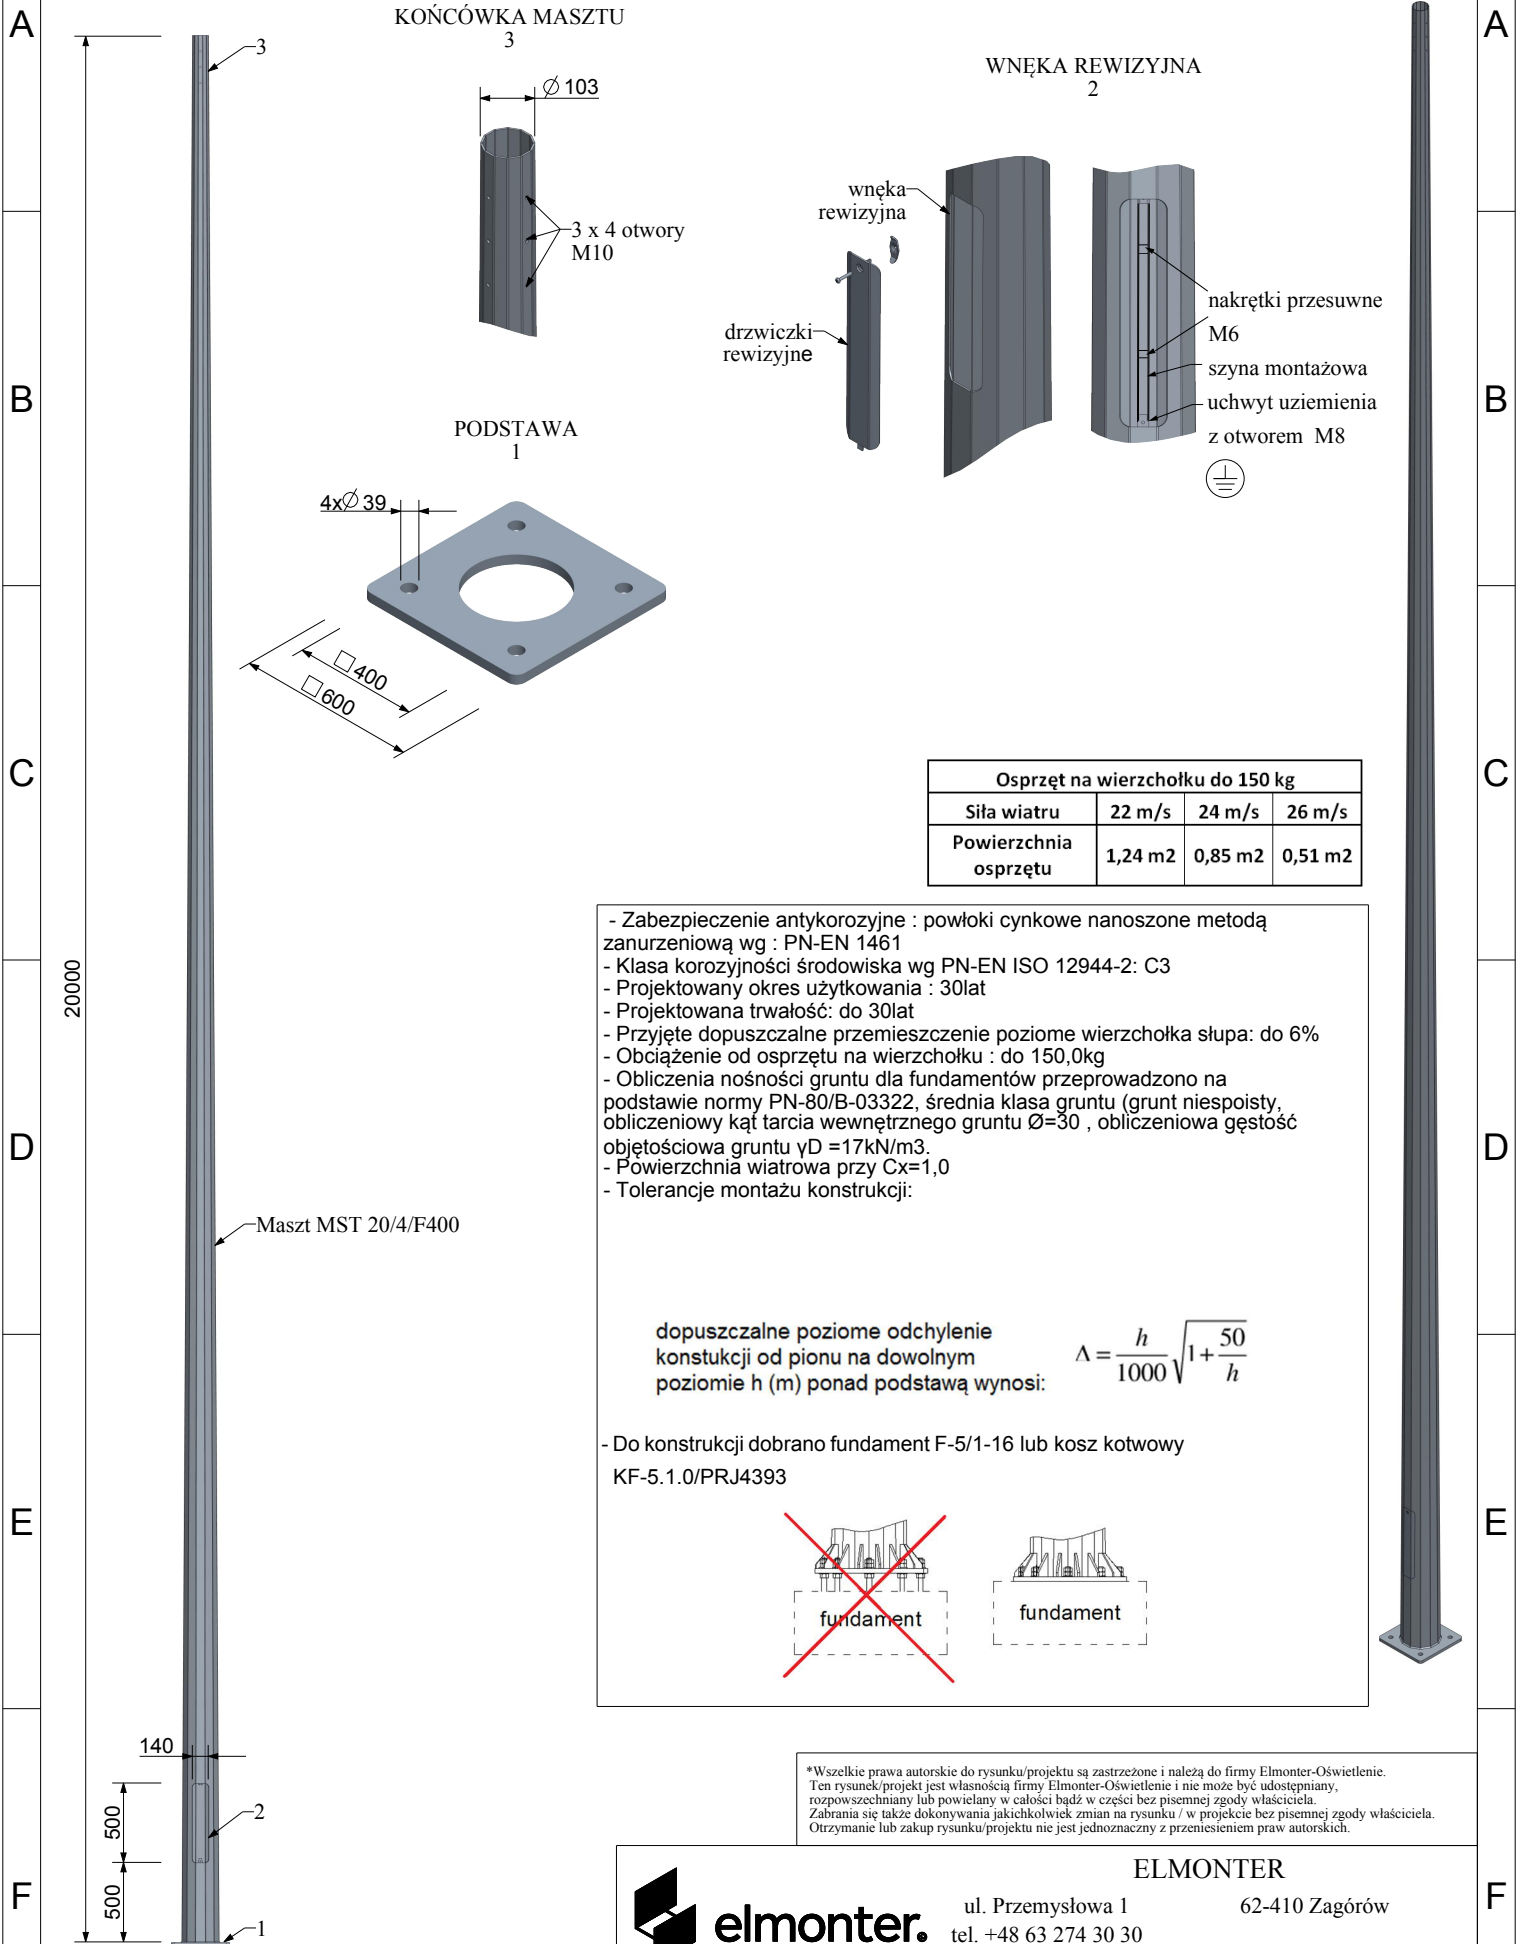 A
A
KOŃCÓWKA MASZTU
3
3
Ø 103
3 x 4 otwory
M10
WNĘKA REWIZYJNA
2
wnęka
rewizyjna
drzwiczki
rewizyjne
nakrętki przesuwne
M6
szyna montażowa
uchwyt uziemienia
z otworem M8
B
B
PODSTAWA
1
4xØ 39
□ 400
□ 600
C
C
Osprzęt na wierzchołku do 150 kg
Siła wiatru 22 m/s 24 m/s 26 m/s
Powierzchnia
osprzętu 1,24 m2 0,85 m2 0,51 m2
- Zabezpieczenie antykorozyjne : powłoki cynkowe nanoszone metodą
zanurzeniową wg : PN-EN 1461
- Klasa korozyjności środowiska wg PN-EN ISO 12944-2: C3
- Projektowany okres użytkowania : 30lat
- Projektowana trwałość: do 30lat
- Przyjęte dopuszczalne przemieszczenie poziome wierzchołka słupa: do 6%
- Obciążenie od osprzętu na wierzchołku : do 150,0kg
- Obliczenia nośności gruntu dla fundamentów przeprowadzono na
podstawie normy PN-80/B-03322, średnia klasa gruntu (grunt niespoisty,
obliczeniowy kąt tarcia wewnętrznego gruntu Ø=30 , obliczeniowa gęstość
objętościowa gruntu γD =17kN/m3.
- Powierzchnia wiatrowa przy Cx=1,0
- Tolerancje montażu konstrukcji:
20000
D
D
Maszt MST 20/4/F400
dopuszczalne poziome odchylenie
konstukcji od pionu na dowolnym
poziomie h (m) ponad podstawą wynosi:
Δ = h/1000 √(1 + 50/h)
- Do konstrukcji dobrano fundament F-5/1-16 lub kosz kotwowy
KF-5.1.0/PRJ4393
E
E
fundament
fundament
140
500
2
500
1
F
F
*Wszelkie prawa autorskie do rysunku/projektu są zastrzeżone i należą do firmy Elmonter-Oświetlenie.
Ten rysunek/projekt jest własnością firmy Elmonter-Oświetlenie i nie może być udostępniany,
rozpowszechniany lub powielany w całości bądź w części bez pisemnej zgody właściciela.
Zabrania się także dokonywania jakichkolwiek zmian na rysunku / w projekcie bez pisemnej zgody właściciela.
Otrzymanie lub zakup rysunku/projektu nie jest jednoznaczny z przeniesieniem praw autorskich.
elmonter.
ELMONTER
ul. Przemysłowa 1 62-410 Zagórów
tel. +48 63 274 30 30